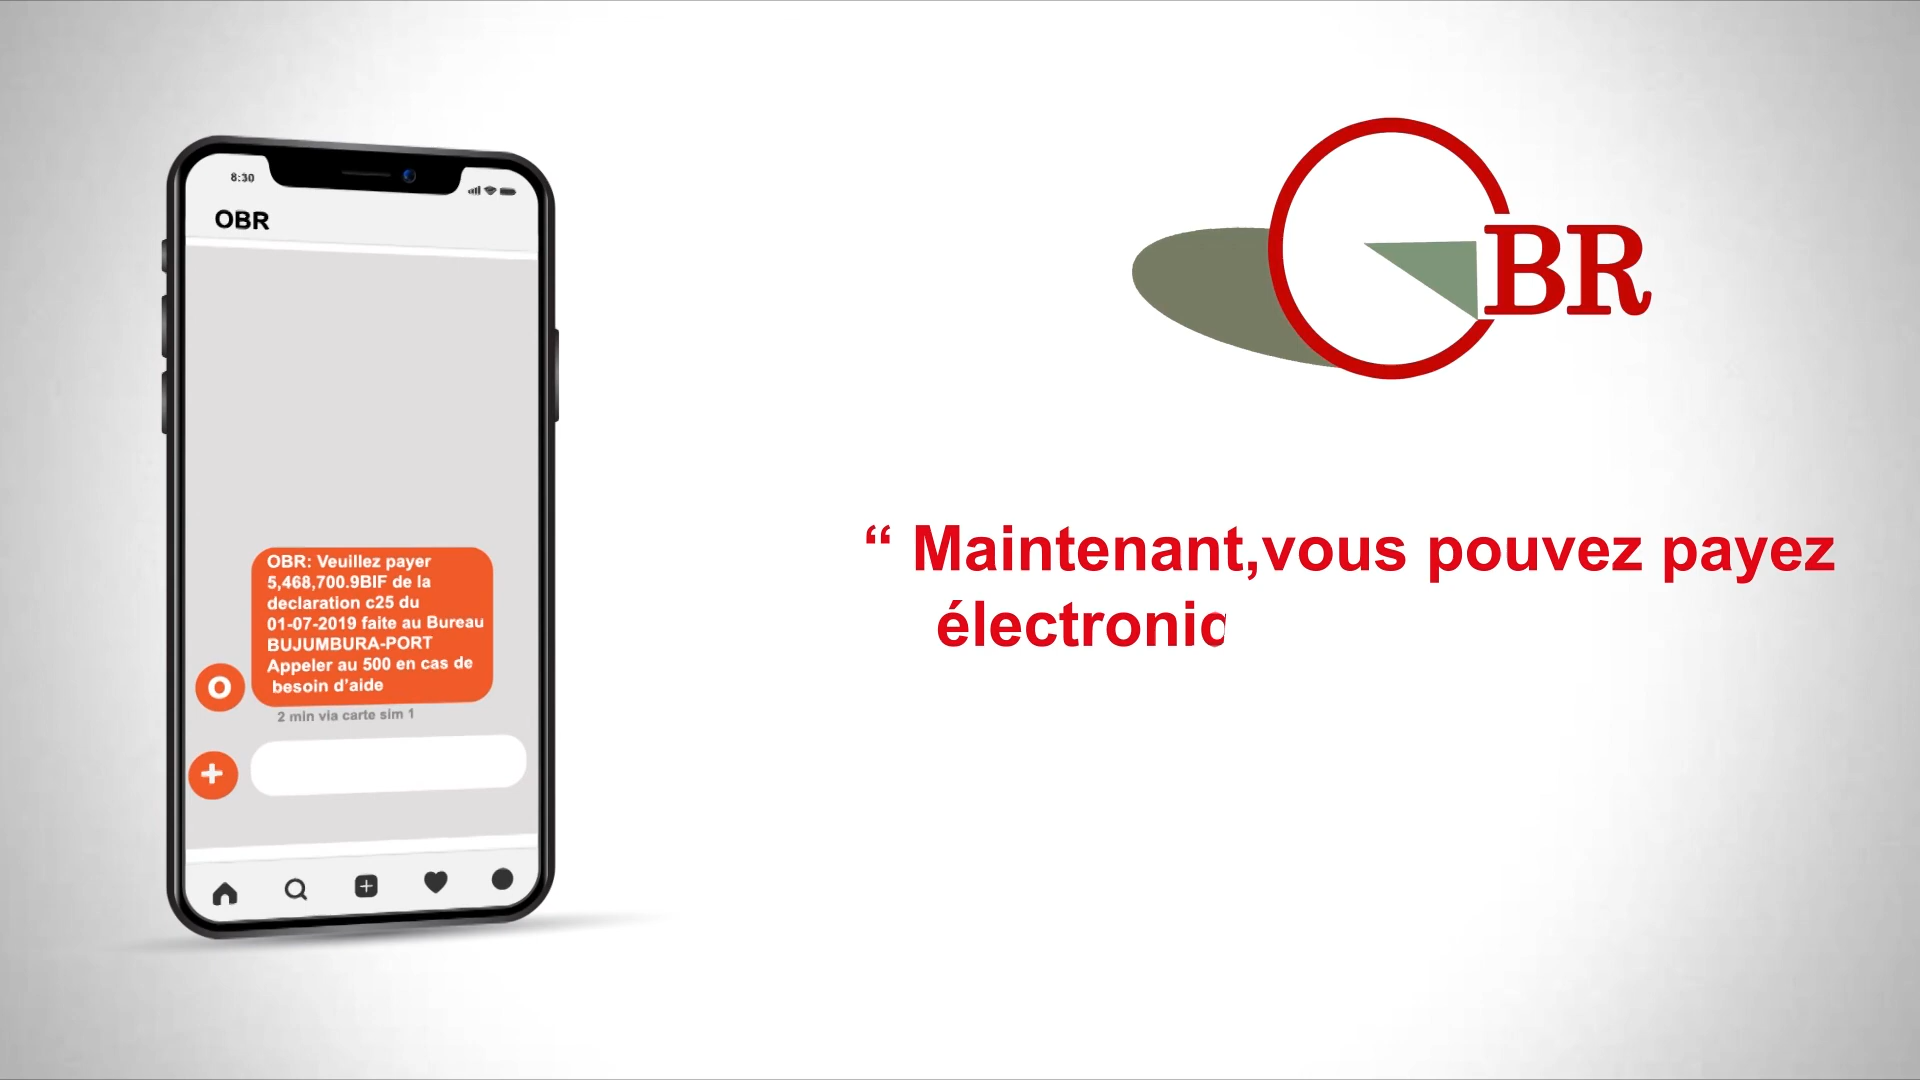 8:30
OBR
OBR: Veuillez payer
5,468,700.9BIF de la
declaration c25 du
01-07-2019 faite au Bureau
BUJUMBURA-PORT
Appeler au 500 en cas de
besoin d’aide
O
2 min via carte sim 1
+
OBR
“ Maintenant,vous pouvez payez
électroni